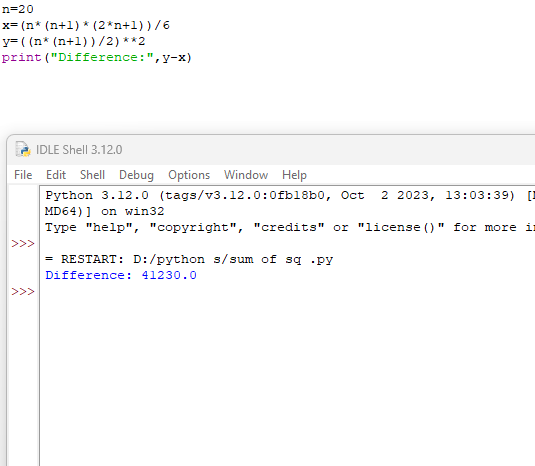 n=20
x=(n*(n+1)*(2*n+1))/6
y=((n*(n+1))/2)**2
print("Difference:",y-x)
IDLE Shell 3.12.0
File Edit Shell Debug Options Window Help
Python 3.12.0 (tags/v3.12.0:0fb18b0, Oct  2 2023, 13:03:39) [
MD64)] on win32
Type "help", "copyright", "credits" or "license()" for more
>>>
= RESTART: D:/python s/sum of sq .py
Difference: 41230.0
>>>